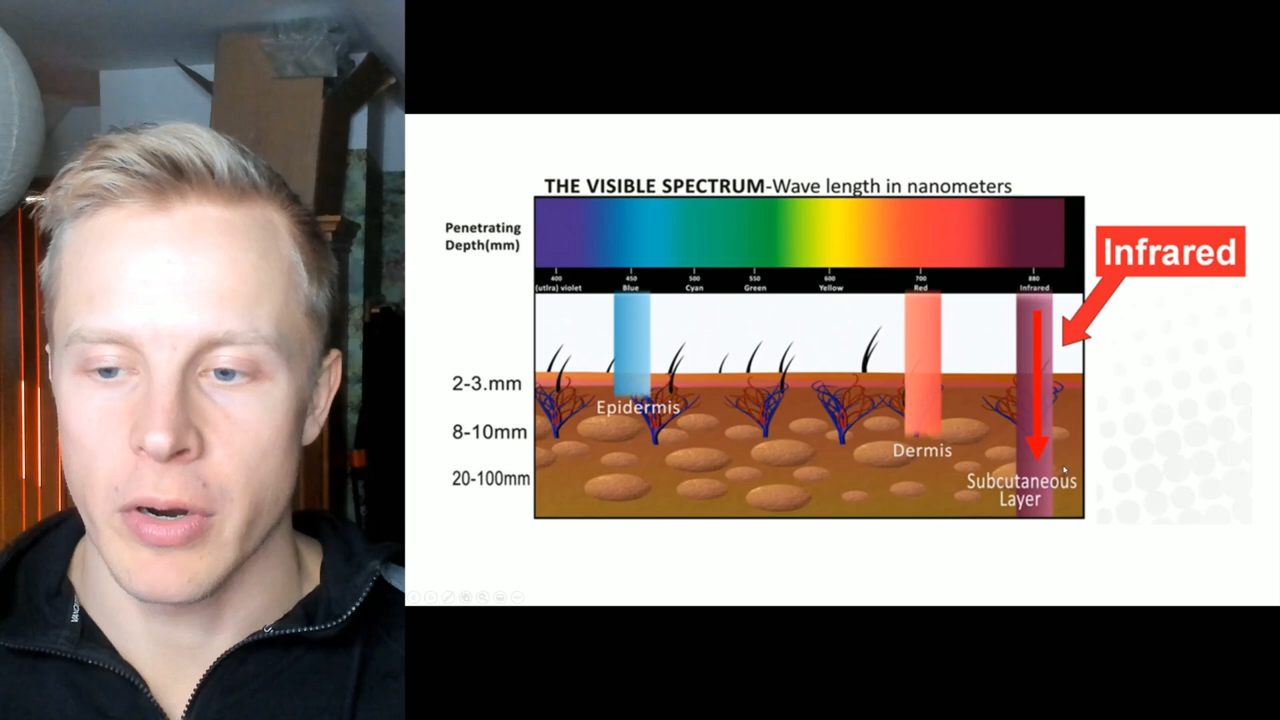 THE VISIBLE SPECTRUM-Wave length in nanometers
Penetrating
Depth(mm)
400
(utlra) violet
450
Blue
500
Cyan
550
Green
600
Yellow
700
Red
880
Infrared
Infrared
2-3.mm
Epidermis
8-10mm
Dermis
20-100mm
Subcutaneous
Layer